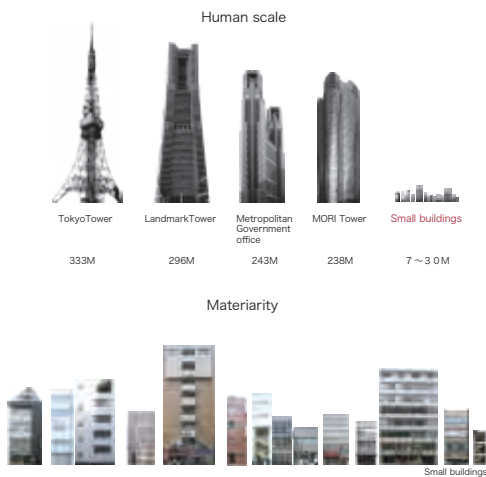 Human scale
TokyoTower
LandmarkTower
Metropolitan
Government
office
MORI Tower
Small buildings
333M
296M
243M
238M
7～30M
Materiarity
Small buildings